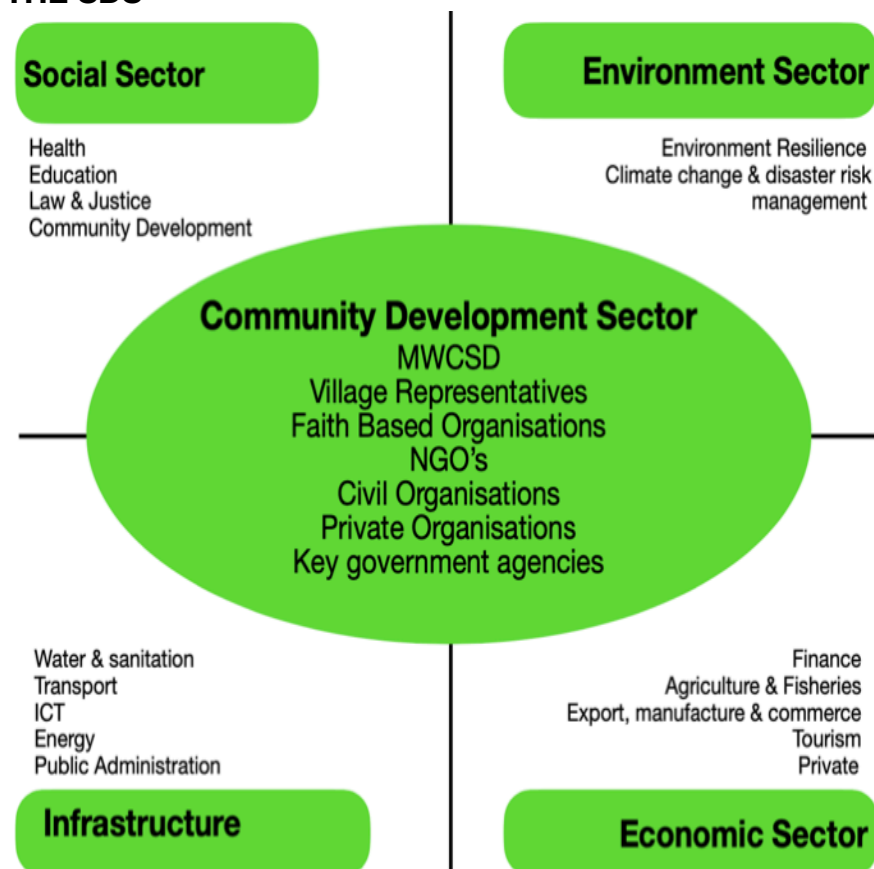 THE CDS
Social Sector
Health
Education
Law & Justice
Community Development
Environment Sector
Environment Resilience
Climate change & disaster risk
management
Community Development Sector
MWCSD
Village Representatives
Faith Based Organisations
NGO's
Civil Organisations
Private Organisations
Key government agencies
Water & sanitation
Transport
ICT
Energy
Public Administration
Infrastructure
Finance
Agriculture & Fisheries
Export, manufacture & commerce
Tourism
Private
Economic Sector